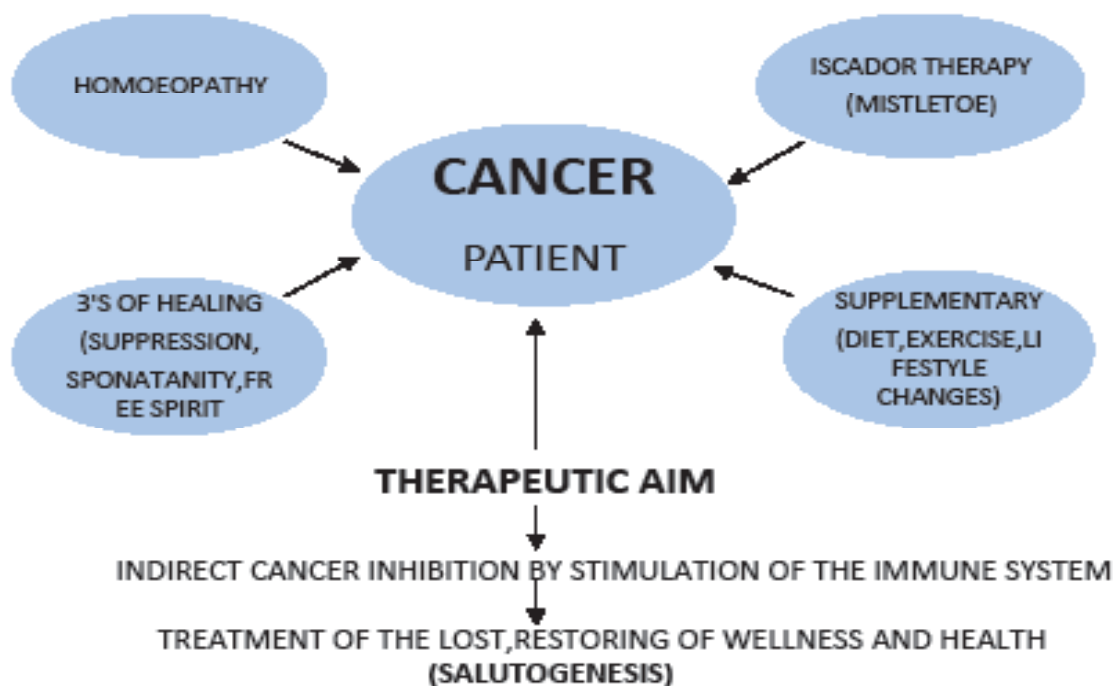 HOMOEOPATHY
ISCADOR THERAPY
(MISTLETOE)
CANCER
PATIENT
3'S OF HEALING
(SUPPRESSION,
SPONATANITY,FR
EE SPIRIT
SUPPLEMENTARY
(DIET,EXERCISE,LI
FESTYLE
CHANGES)
THERAPEUTIC AIM
INDIRECT CANCER INHIBITION BY STIMULATION OF THE IMMUNE SYSTEM
TREATMENT OF THE LOST,RESTORING OF WELLNESS AND HEALTH
(SALUTOGENESIS)